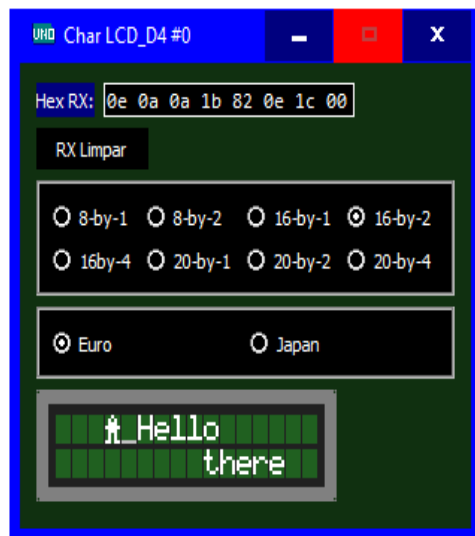 UNO Char LCD_D4 #0 X
Hex RX: 0e 0a 0a 1b 82 0e 1c 00
RX Limpar
8-by-1 8-by-2 16-by-1 16-by-2
16by-4 20-by-1 20-by-2 20-by-4
Euro Japan
_Hello
there